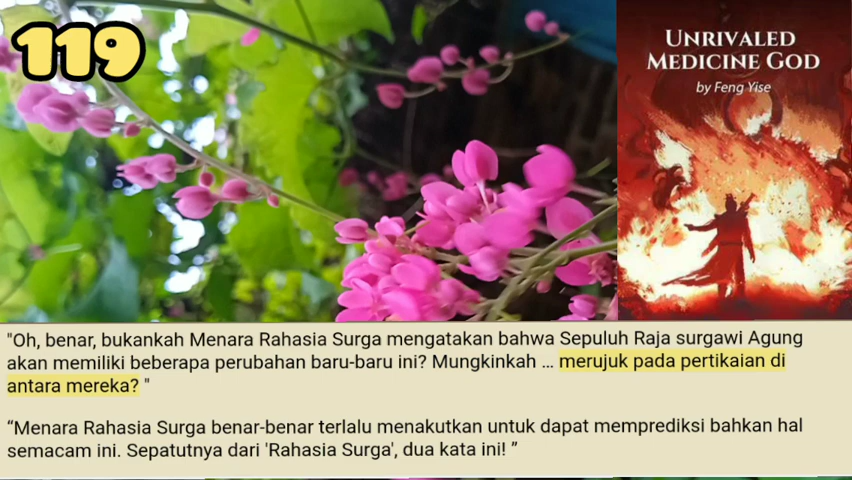 119
UNRIVALED
MEDICINE GOD
by Feng Yise
"Oh, benar, bukankah Menara Rahasia Surga mengatakan bahwa Sepuluh Raja surgawi Agung
akan memiliki beberapa perubahan baru-baru ini? Mungkinkah ... merujuk pada pertikaian di
antara mereka? "
“Menara Rahasia Surga benar-benar terlalu menakutkan untuk dapat memprediksi bahkan hal
semacam ini. Sepatutnya dari 'Rahasia Surga', dua kata ini! ”